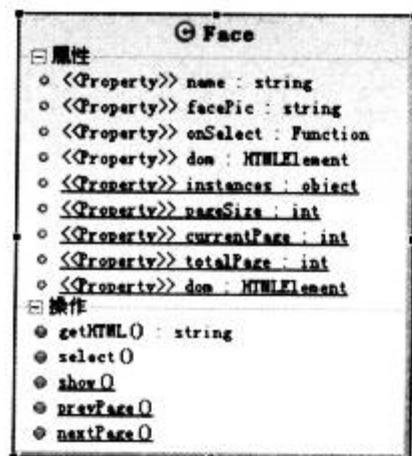 Face
属性
<<Property>> name : string
<<Property>> facePic : string
<<Property>> onSelect : Function
<<Property>> dom : HTMLElement
<<Property>> instances : object
<<Property>> pageSize : int
<<Property>> currentPage : int
<<Property>> totalPage : int
<<Property>> dom : HTMLElement
操作
getHTML() : string
select()
show()
prevPage()
nextPage()